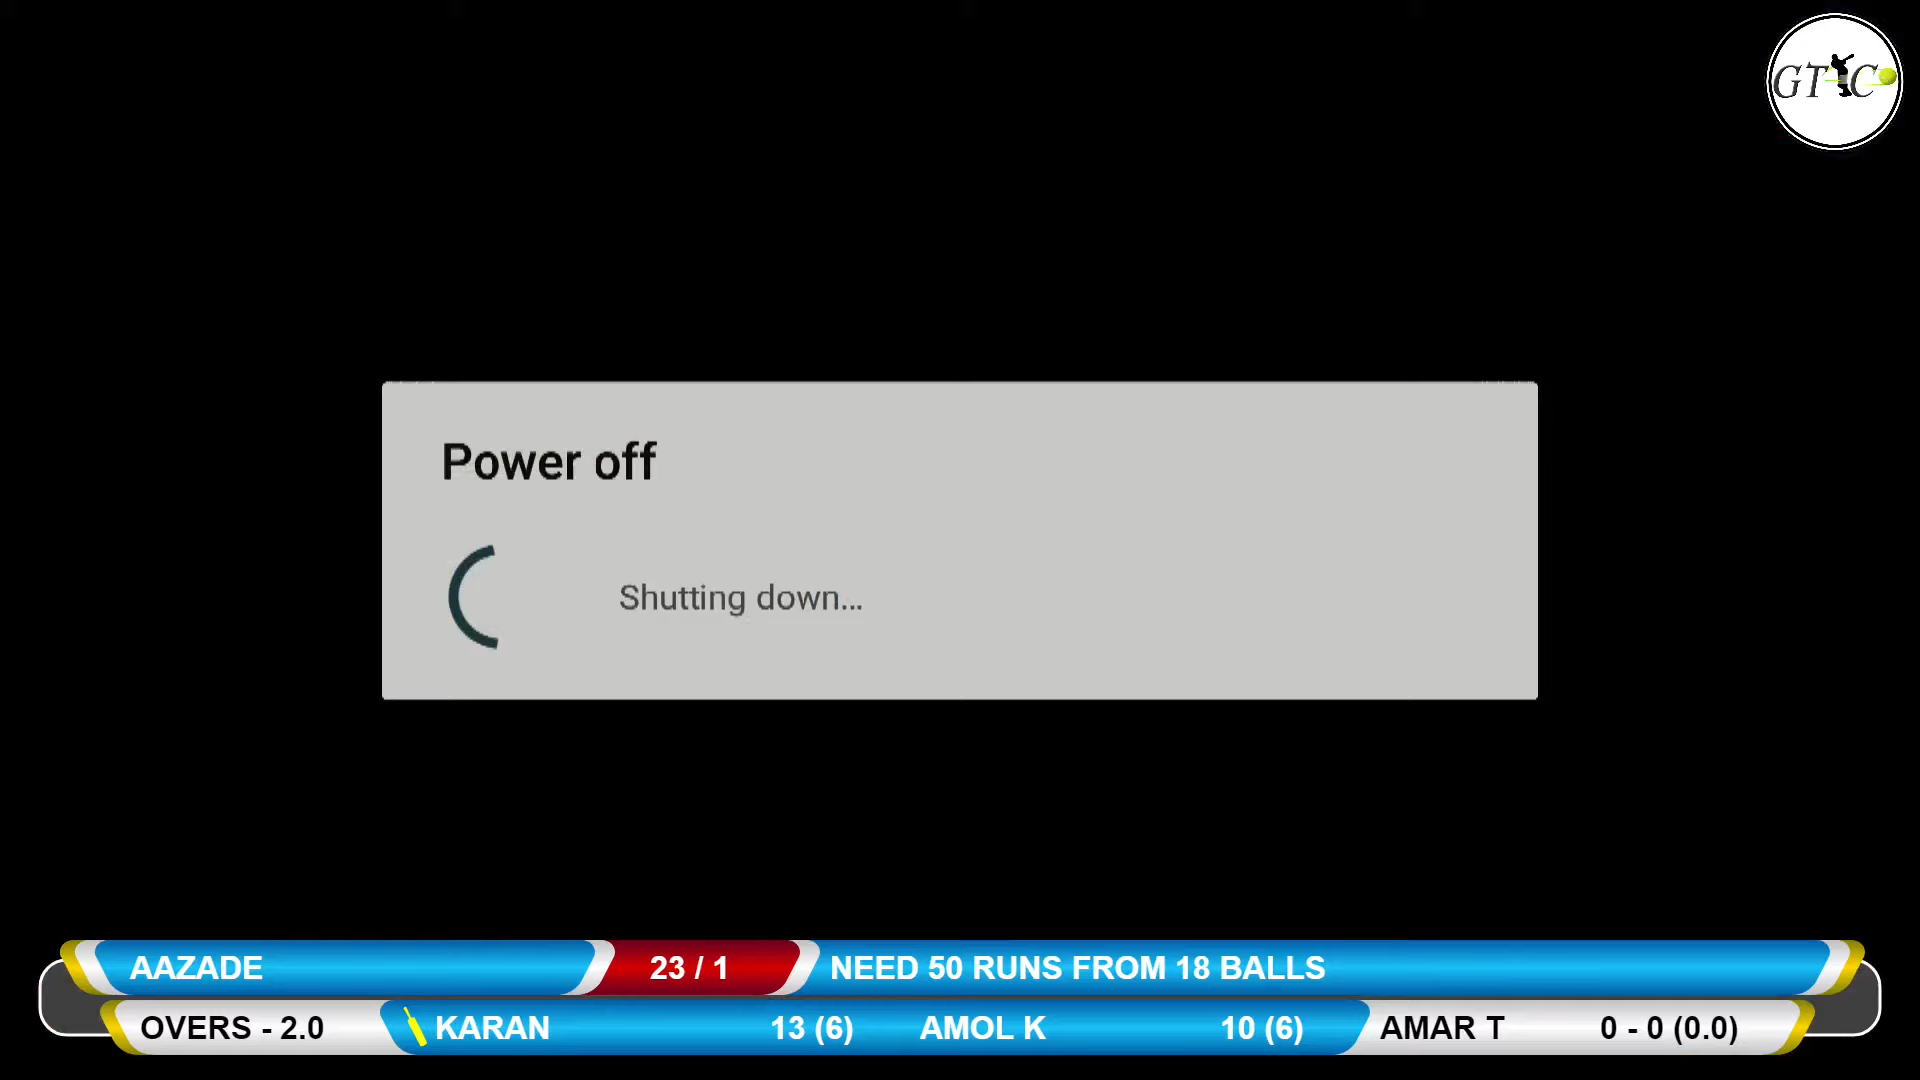 GTC
Power off
Shutting down...
AAZADE 23 / 1 NEED 50 RUNS FROM 18 BALLS
OVERS - 2.0 KARAN 13 (6) AMOL K 10 (6) AMAR T 0 - 0 (0.0)